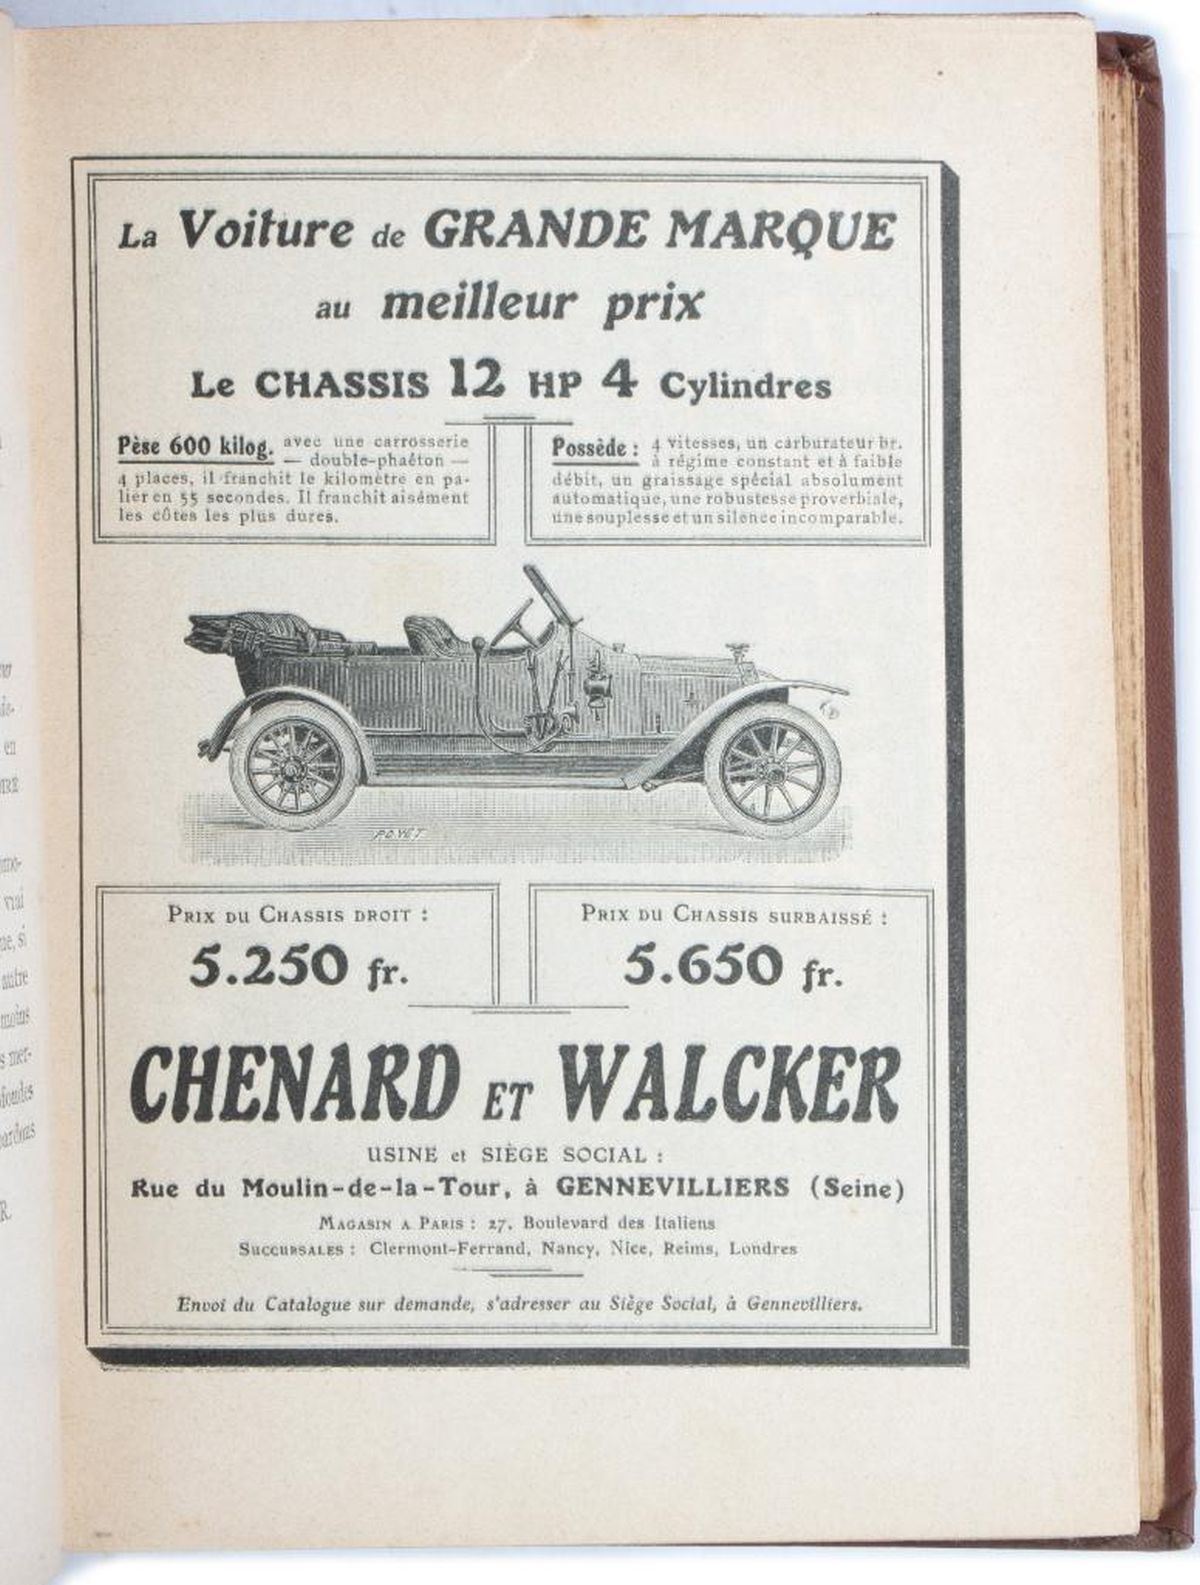 La Voiture de GRANDE MARQUE
au meilleur prix
Le CHASSIS 12 HP 4 Cylindres
Pèse 600 kilog. avec une carrosserie
— double-phaéton —
4 places, il franchit le kilomètre en pa-
lier en 55 secondes. Il franchit aisément
les côtes les plus dures.
Possède : 4 vitesses, un carburateur br.
à régime constant et à faible
débit, un graissage spécial absolument
automatique, une robustesse proverbiale,
une souplesse et un silence incomparable.
POYET
PRIX DU CHASSIS DROIT :
5.250 fr.
PRIX DU CHASSIS SURBAISSÉ :
5.650 fr.
CHENARD ET WALCKER
USINE et SIÈGE SOCIAL :
Rue du Moulin-de-la-Tour, à GENNEVILLIERS (Seine)
MAGASIN A PARIS : 27, Boulevard des Italiens
SUCCURSALES : Clermont-Ferrand, Nancy, Nice, Reims, Londres
Envoi du Catalogue sur demande, s'adresser au Siège Social, à Gennevilliers.
en
vrai
autre
moins